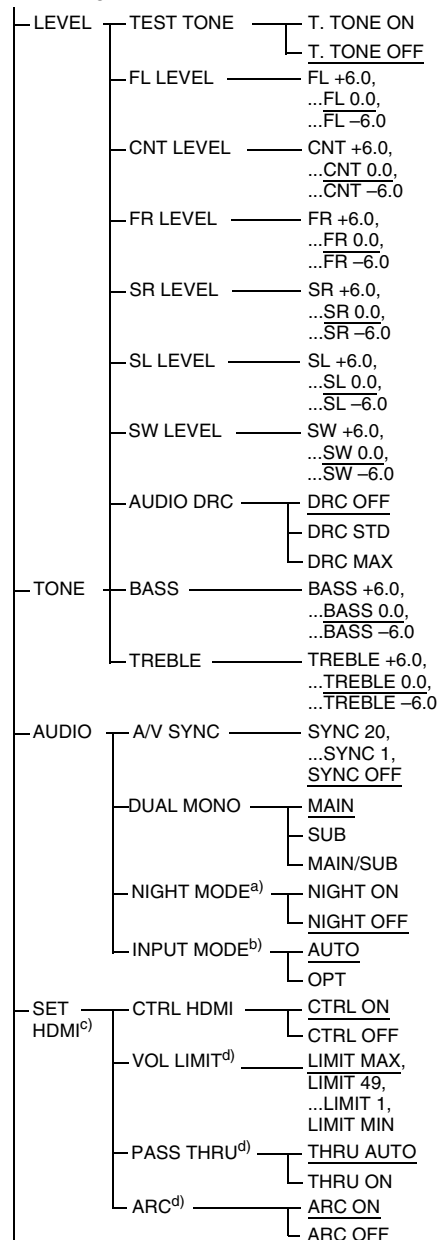 LEVEL TEST TONE T. TONE ON
T. TONE OFF
FL LEVEL FL +6.0,
...FL 0.0,
...FL –6.0
CNT LEVEL CNT +6.0,
...CNT 0.0,
...CNT –6.0
FR LEVEL FR +6.0,
...FR 0.0,
...FR –6.0
SR LEVEL SR +6.0,
...SR 0.0,
...SR –6.0
SL LEVEL SL +6.0,
...SL 0.0,
...SL –6.0
SW LEVEL SW +6.0,
...SW 0.0,
...SW –6.0
AUDIO DRC DRC OFF
DRC STD
DRC MAX
TONE BASS BASS +6.0,
...BASS 0.0,
...BASS –6.0
TREBLE TREBLE +6.0,
...TREBLE 0.0,
...TREBLE –6.0
AUDIO A/V SYNC SYNC 20,
...SYNC 1,
SYNC OFF
DUAL MONO MAIN
SUB
MAIN/SUB
NIGHT MODEa) NIGHT ON
NIGHT OFF
INPUT MODEb) AUTO
OPT
SET CTRL HDMI CTRL ON
HDMIc) CTRL OFF
VOL LIMITd) LIMIT MAX,
LIMIT 49,
...LIMIT 1,
LIMIT MIN
PASS THRUd) THRU AUTO
THRU ON
ARCd) ARC ON
ARC OFF